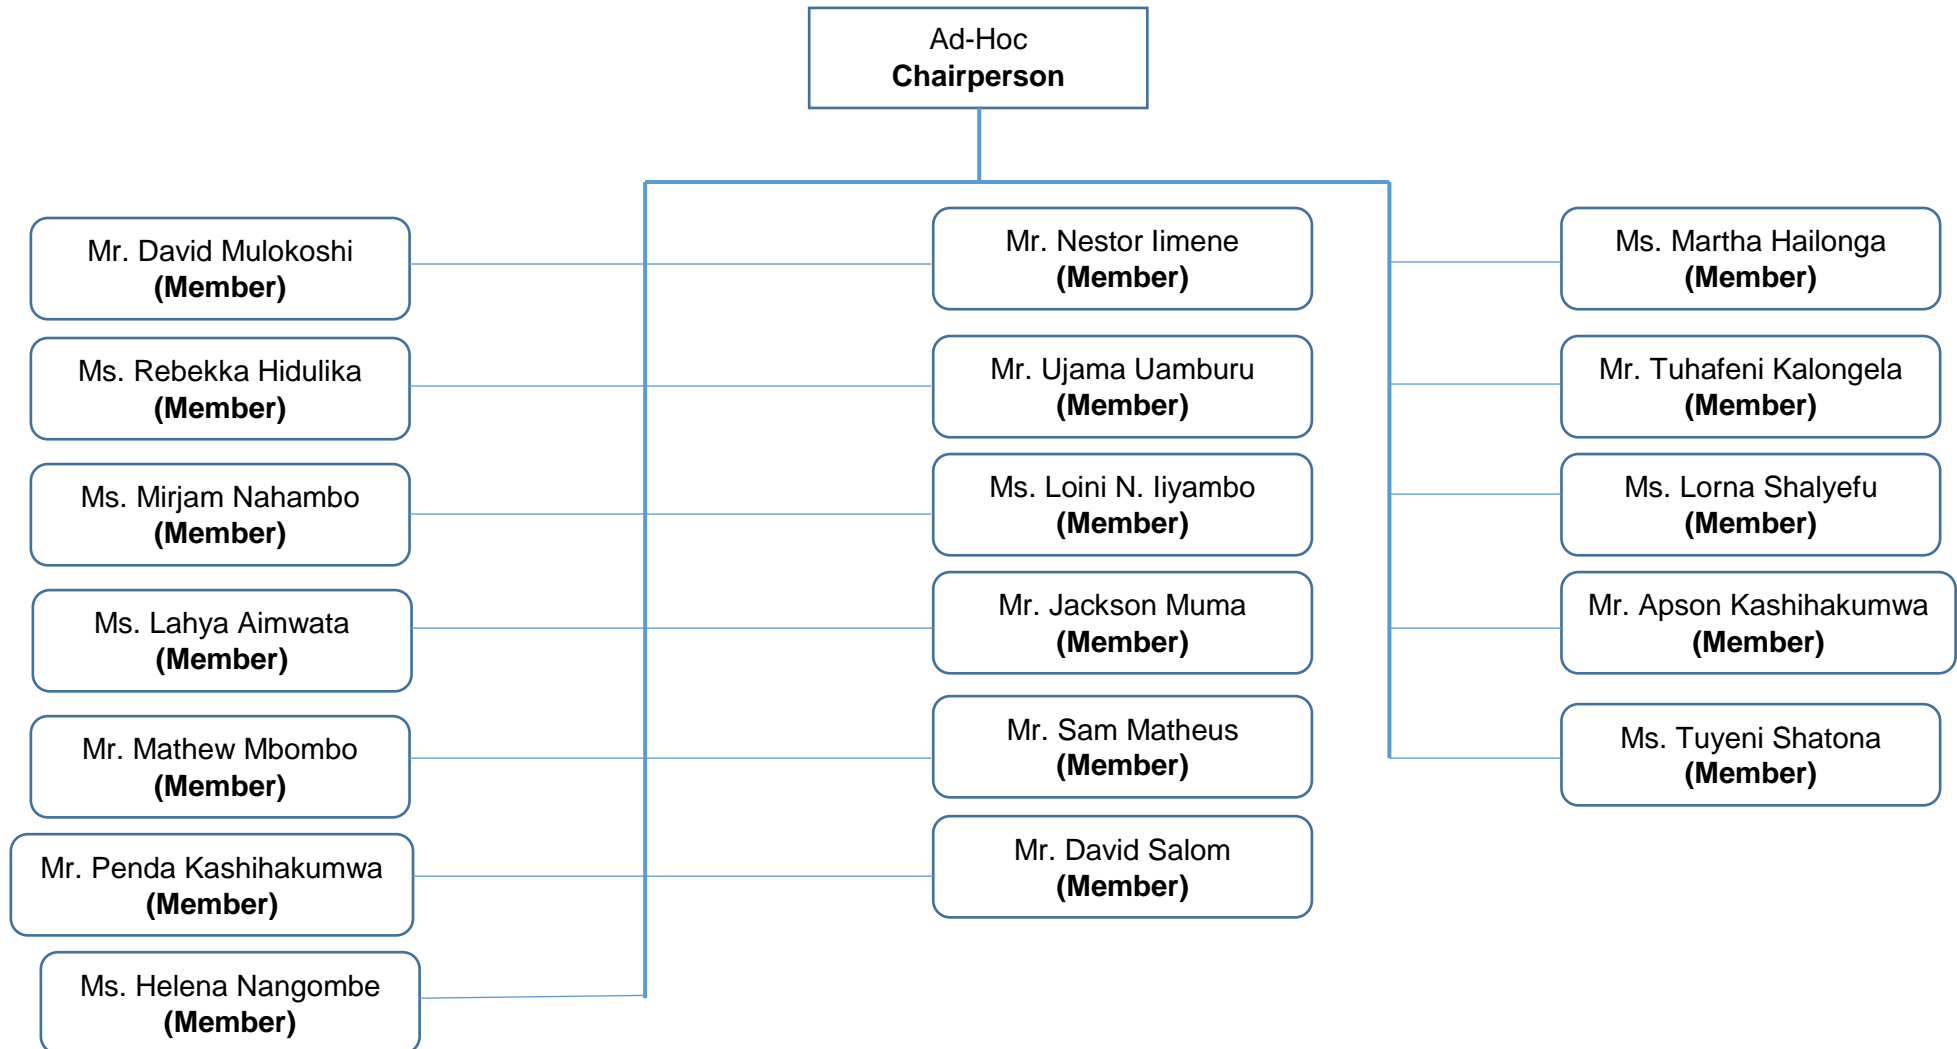 Ad-Hoc
Chairperson
Mr. David Mulokoshi
(Member)
Ms. Rebekka Hidulika
(Member)
Ms. Mirjam Nahambo
(Member)
Ms. Lahya Aimwata
(Member)
Mr. Mathew Mbombo
(Member)
Mr. Penda Kashihakumwa
(Member)
Ms. Helena Nangombe
(Member)
Mr. Nestor Iimene
(Member)
Mr. Ujama Uamburu
(Member)
Ms. Loini N. Iiyambo
(Member)
Mr. Jackson Muma
(Member)
Mr. Sam Matheus
(Member)
Mr. David Salom
(Member)
Ms. Martha Hailonga
(Member)
Mr. Tuhafeni Kalongela
(Member)
Ms. Lorna Shalyefu
(Member)
Mr. Apson Kashihakumwa
(Member)
Ms. Tuyeni Shatona
(Member)